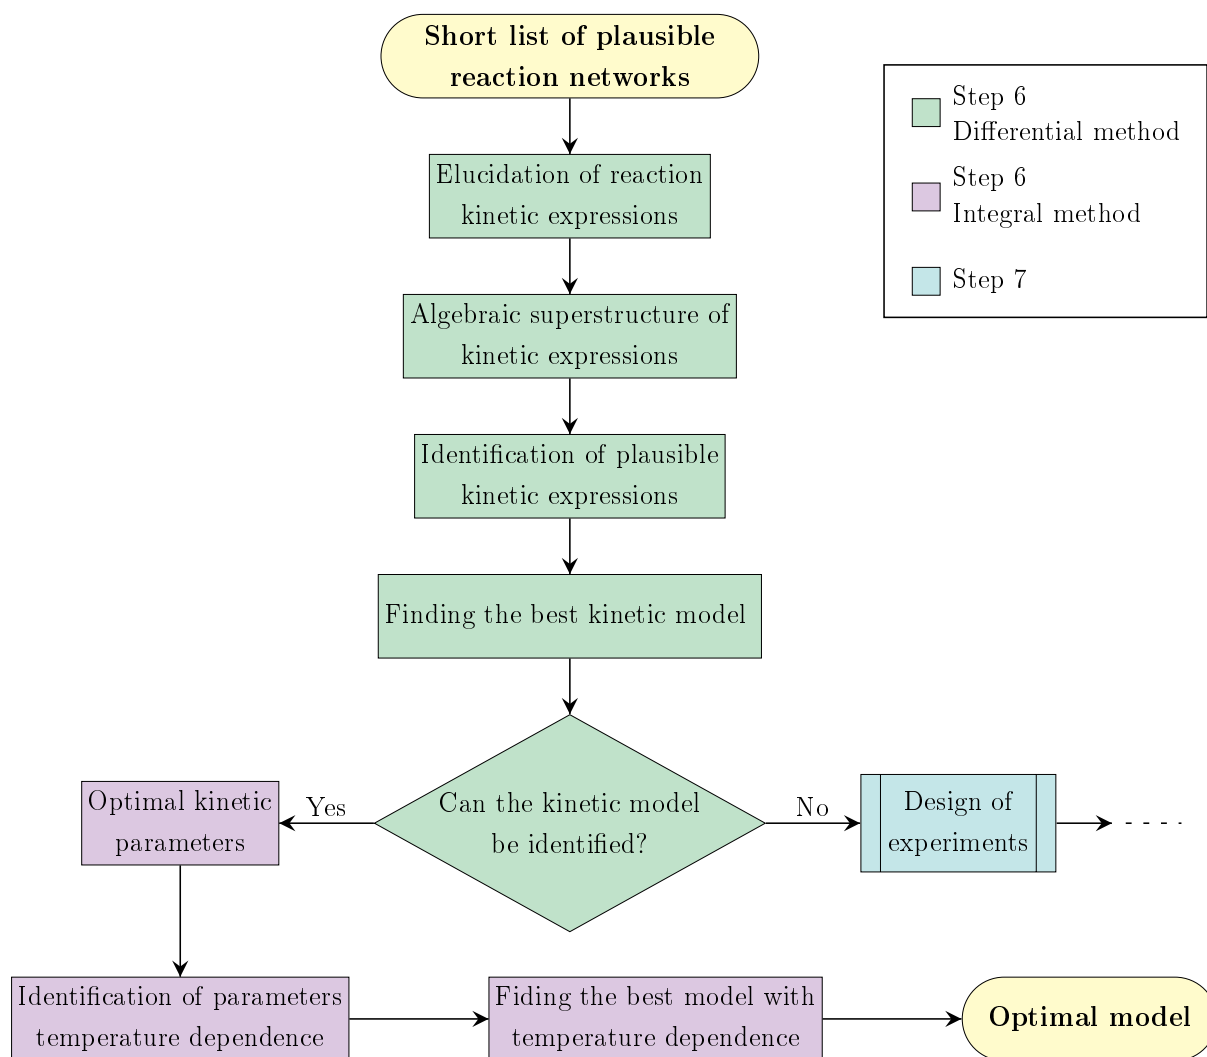 Short list of plausible
reaction networks
Step 6
Differential method
Step 6
Integral method
Step 7
Elucidation of reaction
kinetic expressions
Algebraic superstructure of
kinetic expressions
Identification of plausible
kinetic expressions
Finding the best kinetic model
Can the kinetic model
be identified?
Yes
No
Optimal kinetic
parameters
Design of
experiments
Identification of parameters
temperature dependence
Fiding the best model with
temperature dependence
Optimal model